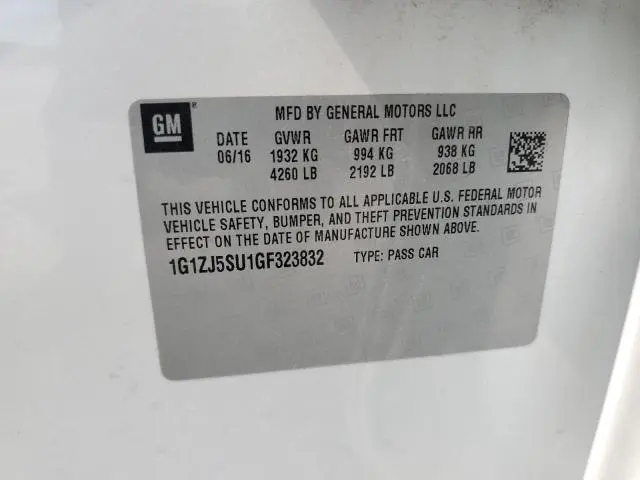 GM ®
MFD BY GENERAL MOTORS LLC
DATE GVWR GAWR FRT GAWR RR
06/16 1932 KG 994 KG 938 KG
4260 LB 2192 LB 2068 LB
THIS VEHICLE CONFORMS TO ALL APPLICABLE U.S. FEDERAL MOTOR
VEHICLE SAFETY, BUMPER, AND THEFT PREVENTION STANDARDS IN
EFFECT ON THE DATE OF MANUFACTURE SHOWN ABOVE.
1G1ZJ5SU1GF323832 TYPE: PASS CAR